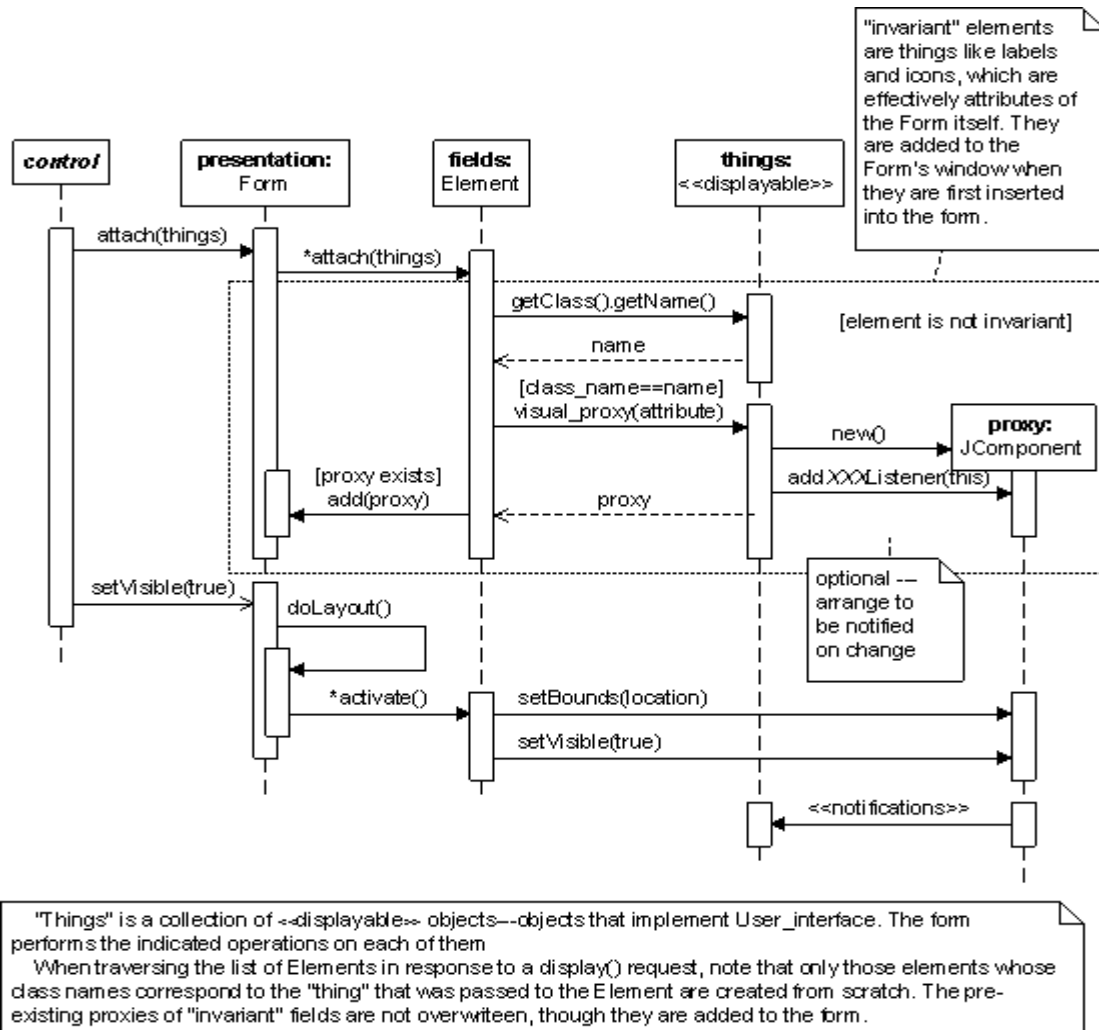 "invariant" elements
are things like labels
and icons, which are
effectively attributes of
the Form itself. They
are added to the
Form's window when
they are first inserted
into the form.
control
presentation:
Form
fields:
Element
things:
<<displayable>>
attach(things)
*attach(things)
getClass().getName()
[element is not invariant]
name
[class_name==name]
visual_proxy(attribute)
new()
proxy:
JComponent
[proxy exists]
add(proxy)
proxy
addXXXListener(this)
setVisible(true)
doLayout()
optional ---
arrange to
be notified
on change
*activate()
setBounds(location)
setVisible(true)
<<notifications>>
"Things" is a collection of <<displayable>> objects---objects that implement User_interface. The form
performs the indicated operations on each of them
When traversing the list of Elements in response to a display() request, note that only those elements whose
class names correspond to the "thing" that was passed to the Element are created from scratch. The pre-
existing proxies of "invariant" fields are not overwriteen, though they are added to the form.